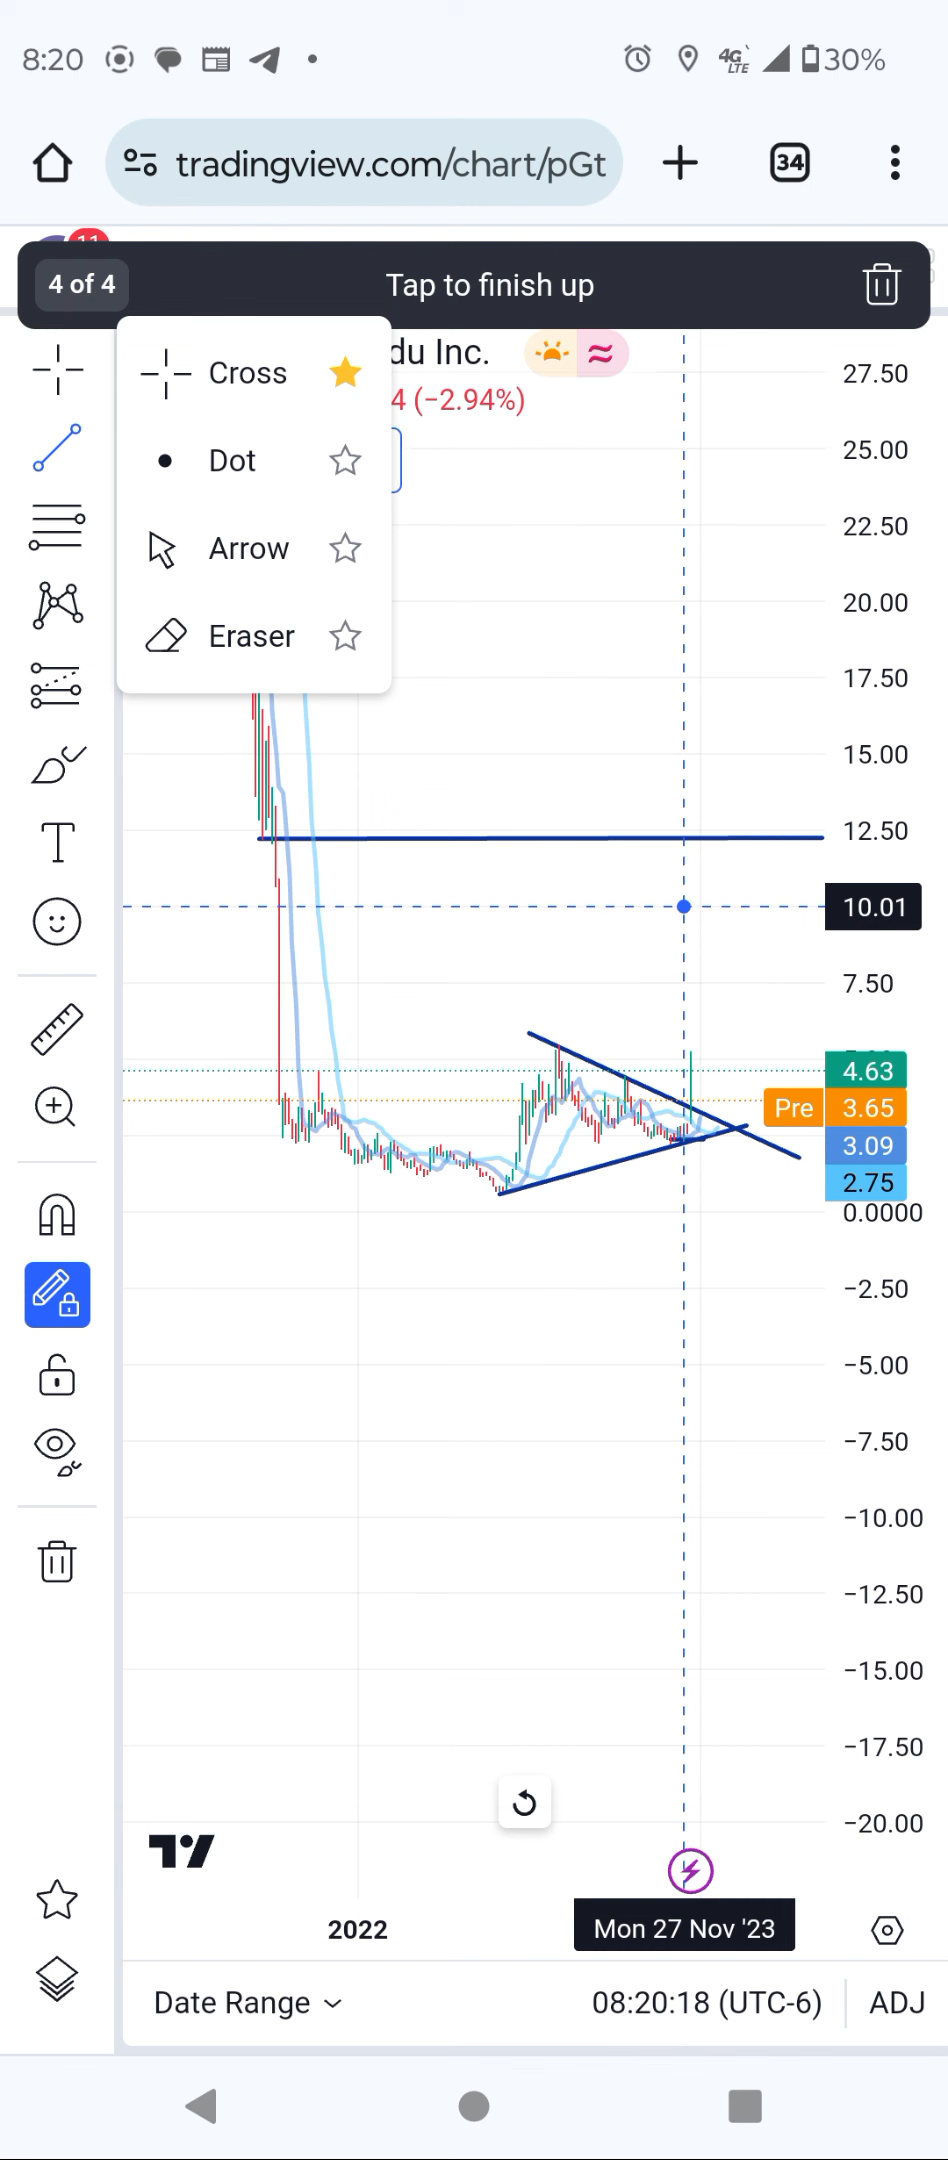 8:20
4G
LTE
30%
tradingview.com/chart/pGt
34
11
4 of 4
Tap to finish up
Cross
du Inc.
27.50
4 (−2.94%)
Dot
25.00
Arrow
22.50
20.00
Eraser
17.50
15.00
12.50
10.01
7.50
4.63
Pre
3.65
3.09
2.75
0.0000
−2.50
−5.00
−7.50
−10.00
−12.50
−15.00
−17.50
−20.00
2022
Mon 27 Nov '23
Date Range
08:20:18 (UTC-6)
ADJ